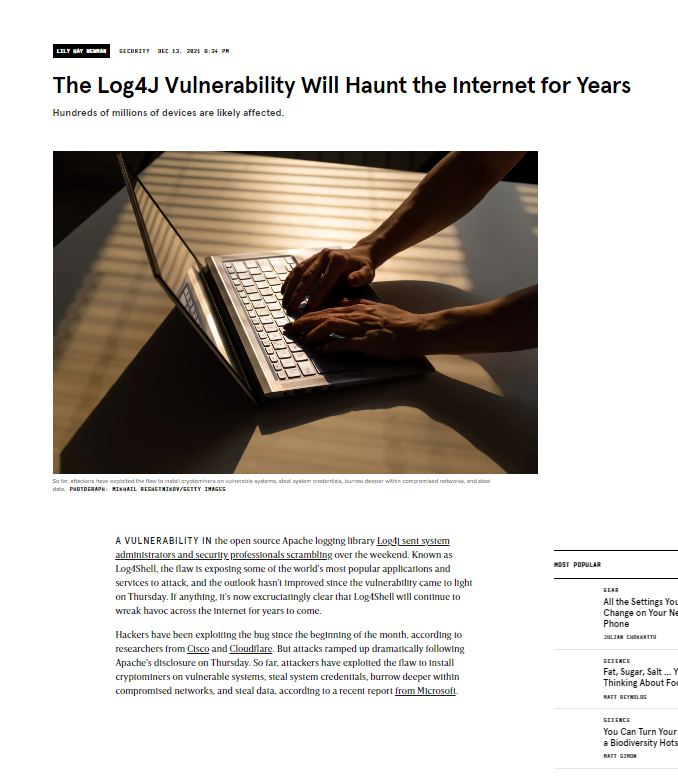 LILY HAY NEWMAN SECURITY DEC 13, 2021 8:34 PM
The Log4J Vulnerability Will Haunt the Internet for Years
Hundreds of millions of devices are likely affected.
So far, attackers have exploited the flaw to install cryptominers on vulnerable systems, steal system credentials, burrow deeper within compromised networks, and steal
data. PHOTOGRAPH: MIKHAIL RESHETNIKOV/GETTY IMAGES
A VULNERABILITY IN the open source Apache logging library Log4j sent system
administrators and security professionals scrambling over the weekend. Known as
Log4Shell, the flaw is exposing some of the world's most popular applications and
services to attack, and the outlook hasn't improved since the vulnerability came to light
on Thursday. If anything, it's now excruciatingly clear that Log4Shell will continue to
wreak havoc across the internet for years to come.
Hackers have been exploiting the bug since the beginning of the month, according to
researchers from Cisco and Cloudflare. But attacks ramped up dramatically following
Apache's disclosure on Thursday. So far, attackers have exploited the flaw to install
cryptominers on vulnerable systems, steal system credentials, burrow deeper within
compromised networks, and steal data, according to a recent report from Microsoft.
MOST POPULAR
GEAR
All the Settings You
Change on Your Ne
Phone
JULIAN CHOKKATTU
SCIENCE
Fat, Sugar, Salt … Y
Thinking About Foo
MATT REYNOLDS
SCIENCE
You Can Turn Your
a Biodiversity Hots
MATT SIMON